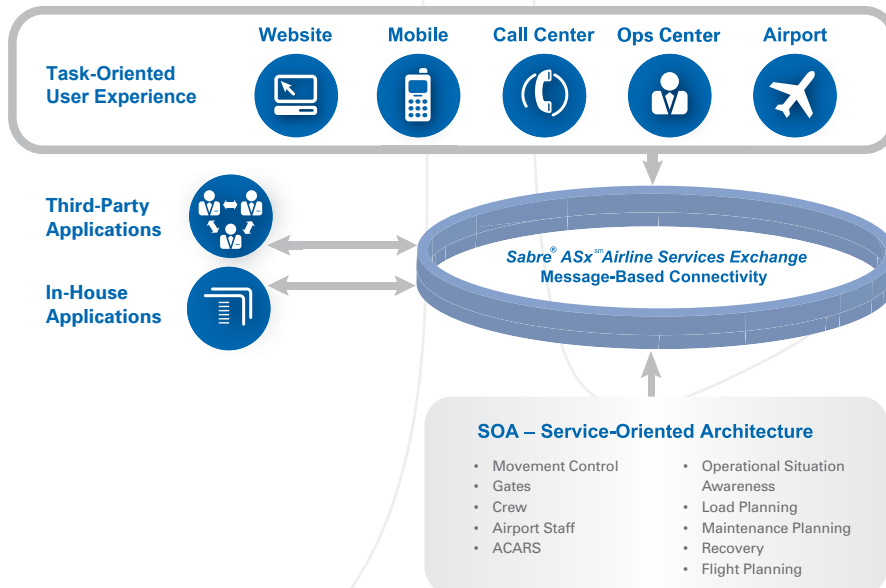 Website Mobile Call Center Ops Center Airport
Task-Oriented
User Experience
Third-Party
Applications
In-House
Applications
Sabre® ASx℠ Airline Services Exchange
Message-Based Connectivity
SOA – Service-Oriented Architecture
• Movement Control
• Gates
• Crew
• Airport Staff
• ACARS
• Operational Situation
Awareness
• Load Planning
• Maintenance Planning
• Recovery
• Flight Planning